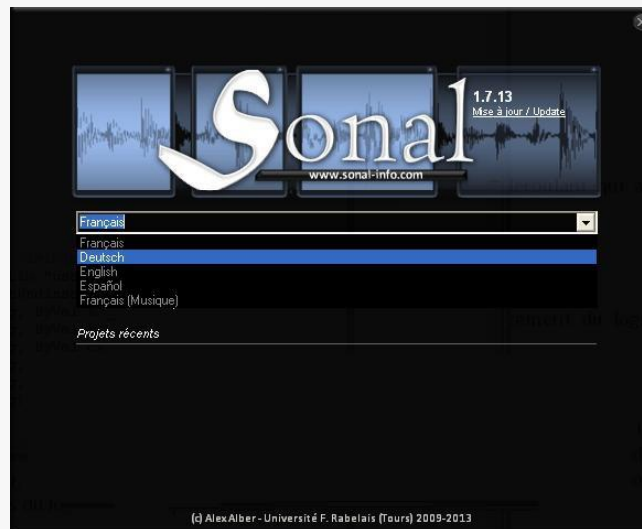 Sonal
1.7.13
Mise à jour / Update
www.sonal-info.com
Français
Français
Deutsch
English
Español
Français (Musique)
Projets récents
(c) Alex Alber - Université F. Rabelais (Tours) 2009-2013